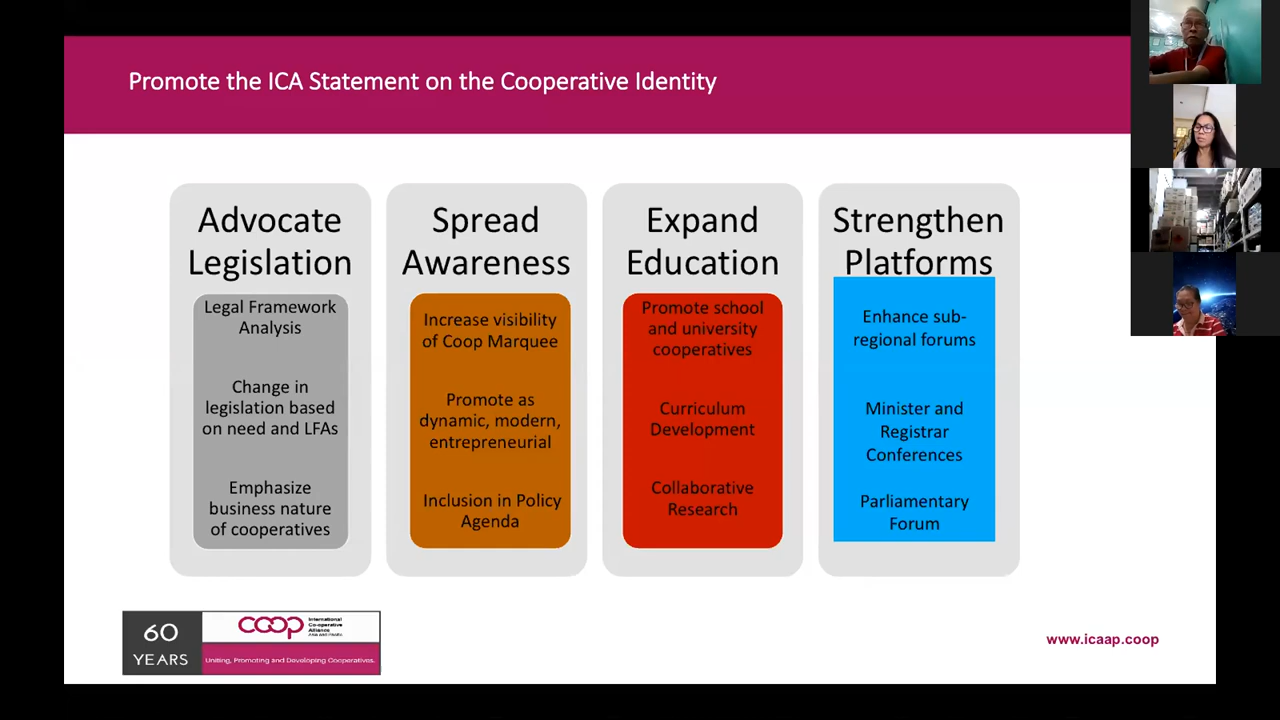 Promote the ICA Statement on the Cooperative Identity
Advocate
Legislation
Legal Framework
Analysis
Change in
legislation based
on need and LFAs
Emphasize
business nature
of cooperatives
Spread
Awareness
Increase visibility
of Coop Marquee
Promote as
dynamic, modern,
entrepreneurial
Inclusion in Policy
Agenda
Expand
Education
Promote school
and university
cooperatives
Curriculum
Development
Collaborative
Research
Strengthen
Platforms
Enhance sub-
regional forums
Minister and
Registrar
Conferences
Parliamentary
Forum
60
YEARS
coop
International
Co-operative
Alliance
Asia and Pacific
Uniting, Promoting and Developing Cooperatives.
www.icaap.coop